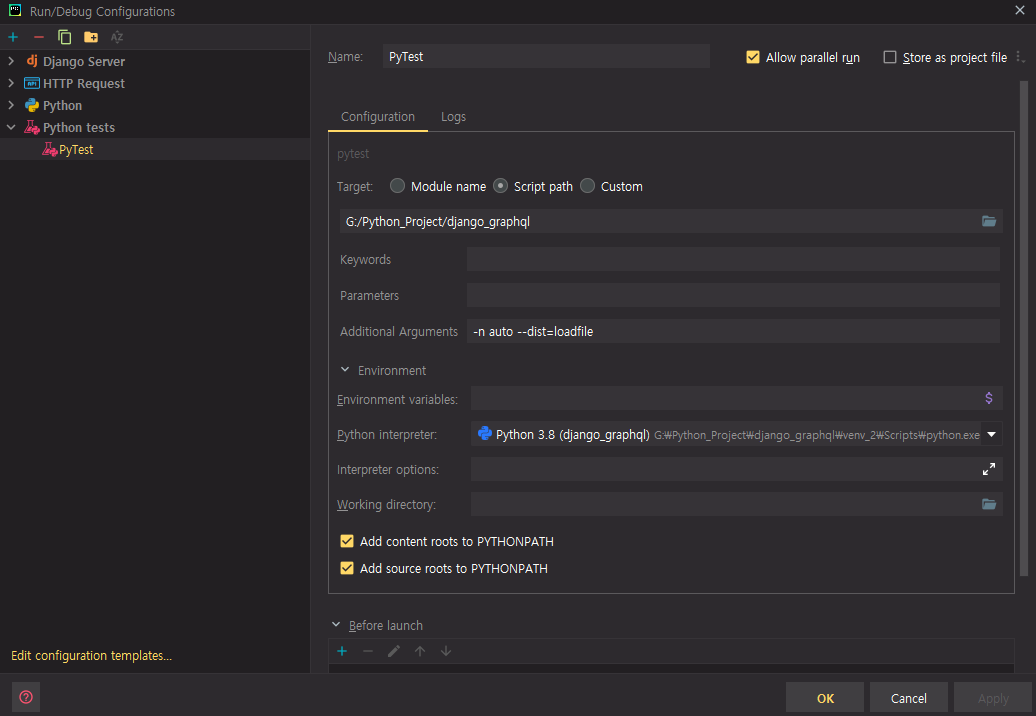 Run/Debug Configurations
Django Server
HTTP Request
Python
Python tests
PyTest
Edit configuration templates...
Name: PyTest
Allow parallel run
Store as project file
Configuration Logs
pytest
Target: Module name Script path Custom
G:/Python_Project/django_graphql
Keywords
Parameters
Additional Arguments -n auto --dist=loadfile
Environment
Environment variables: $
Python interpreter: Python 3.8 (django_graphql) G:₩Python_Project₩django_graphql₩venv_2₩Scripts₩python.exe
Interpreter options:
Working directory:
Add content roots to PYTHONPATH
Add source roots to PYTHONPATH
Before launch
? OK Cancel Apply